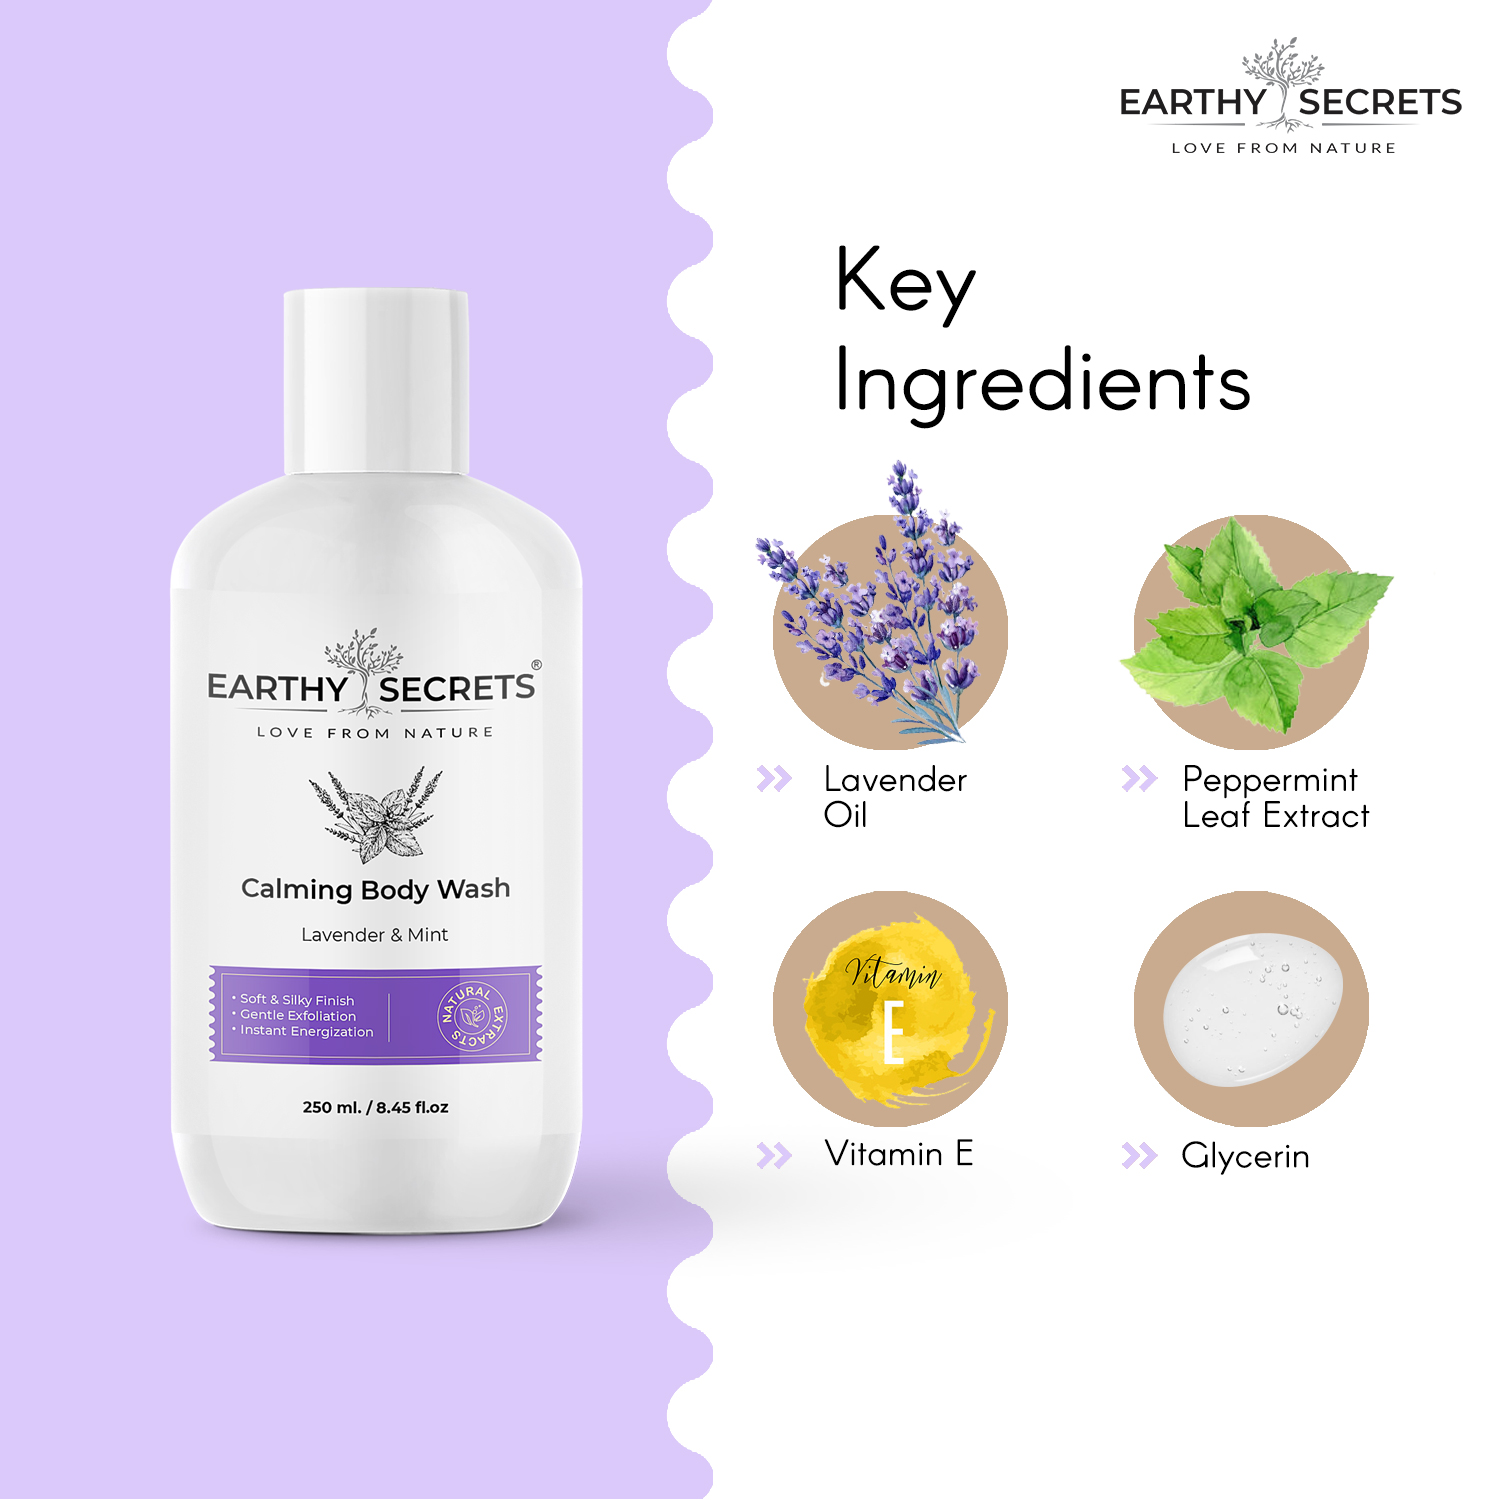 EARTHY SECRETS
LOVE FROM NATURE
Key
Ingredients
Lavender
Oil
Peppermint
Leaf Extract
Vitamin
E
Vitamin E
Glycerin
EARTHY SECRETS®
LOVE FROM NATURE
Calming Body Wash
Lavender & Mint
• Soft & Silky Finish
• Gentle Exfoliation
• Instant Energization
NATURAL EXTRACTS
250 ml. / 8.45 fl.oz